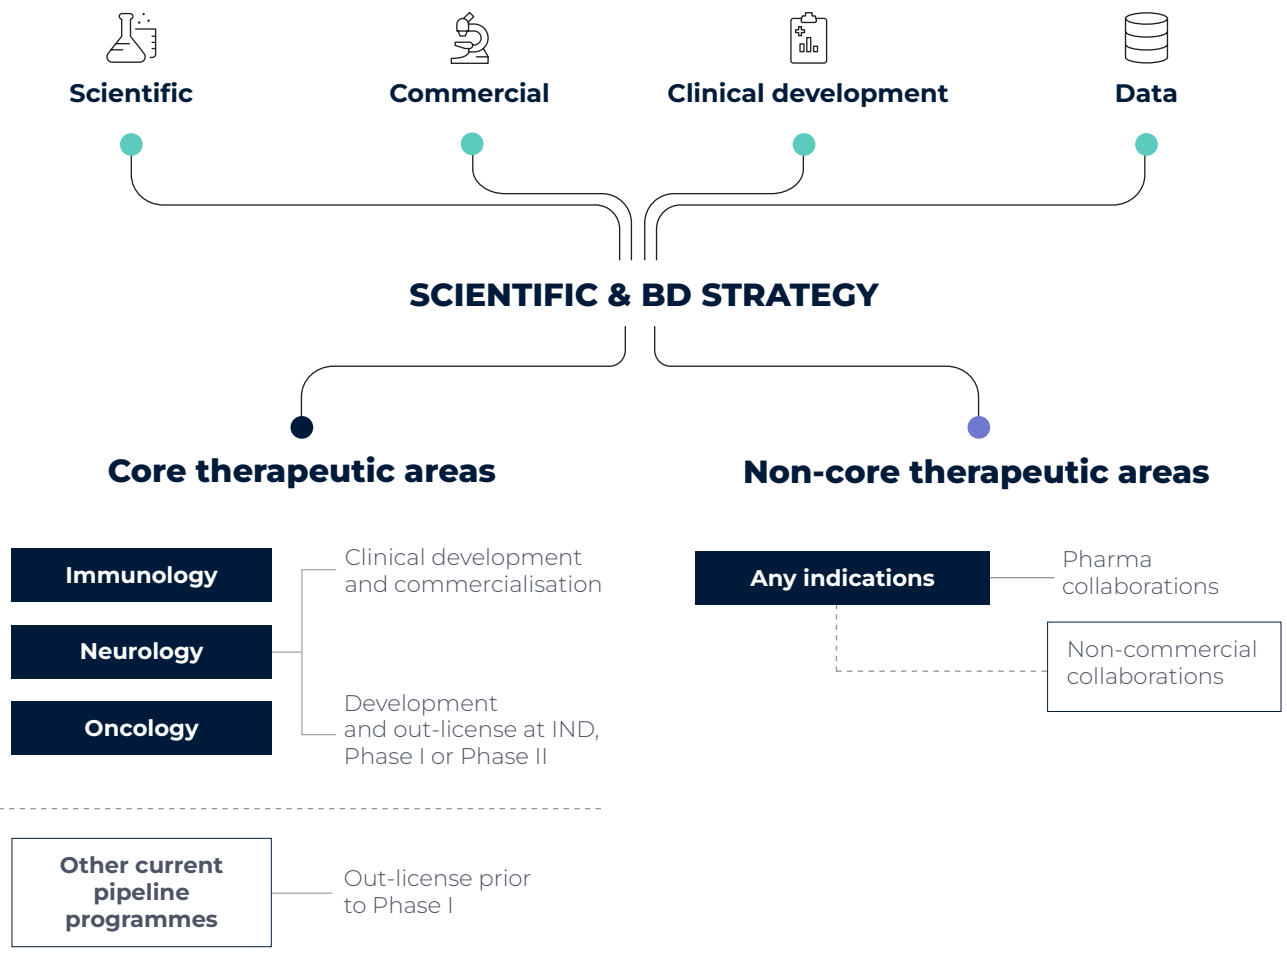 Scientific
Commercial
Clinical development
Data
SCIENTIFIC & BD STRATEGY
Core therapeutic areas
Immunology
Neurology
Oncology
Clinical development
and commercialisation
Development
and out-license at IND,
Phase I or Phase II
Other current
pipeline
programmes
Out-license prior
to Phase I
Non-core therapeutic areas
Any indications
Pharma
collaborations
Non-commercial
collaborations